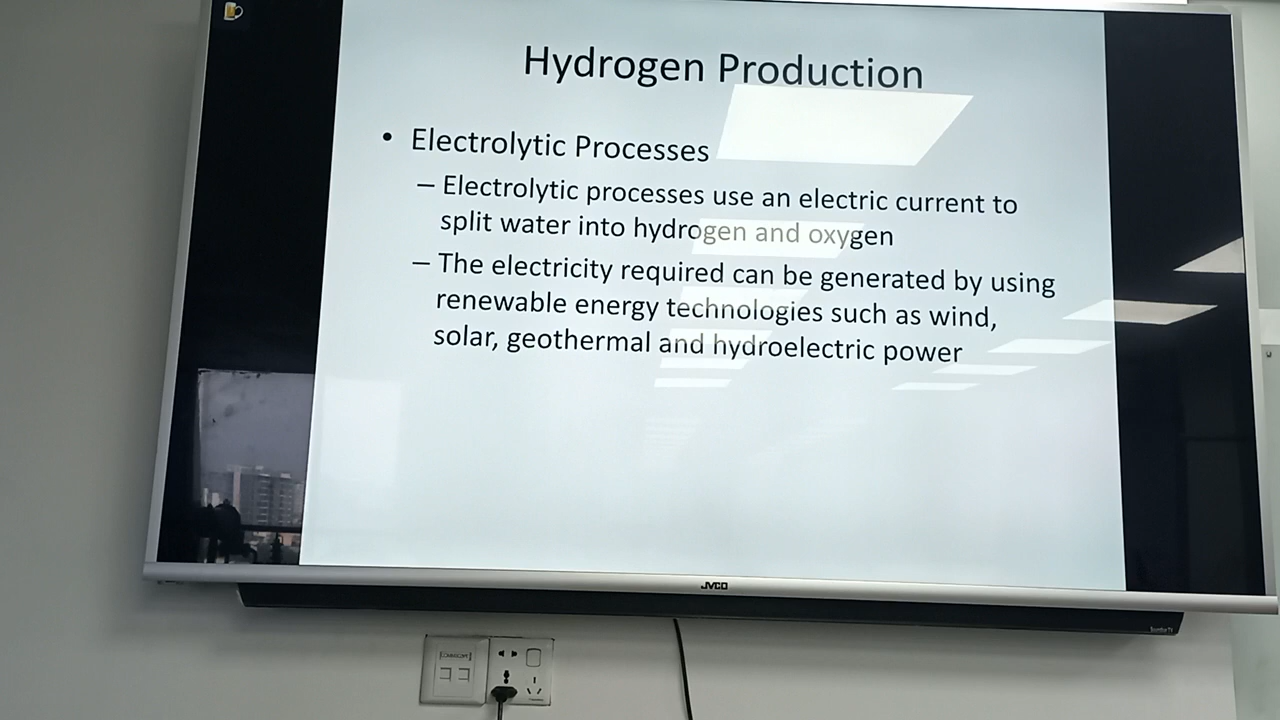 Hydrogen Production
• Electrolytic Processes
– Electrolytic processes use an electric current to
split water into hydrogen and oxygen
– The electricity required can be generated by using
renewable energy technologies such as wind,
solar, geothermal and hydroelectric power
JVCO